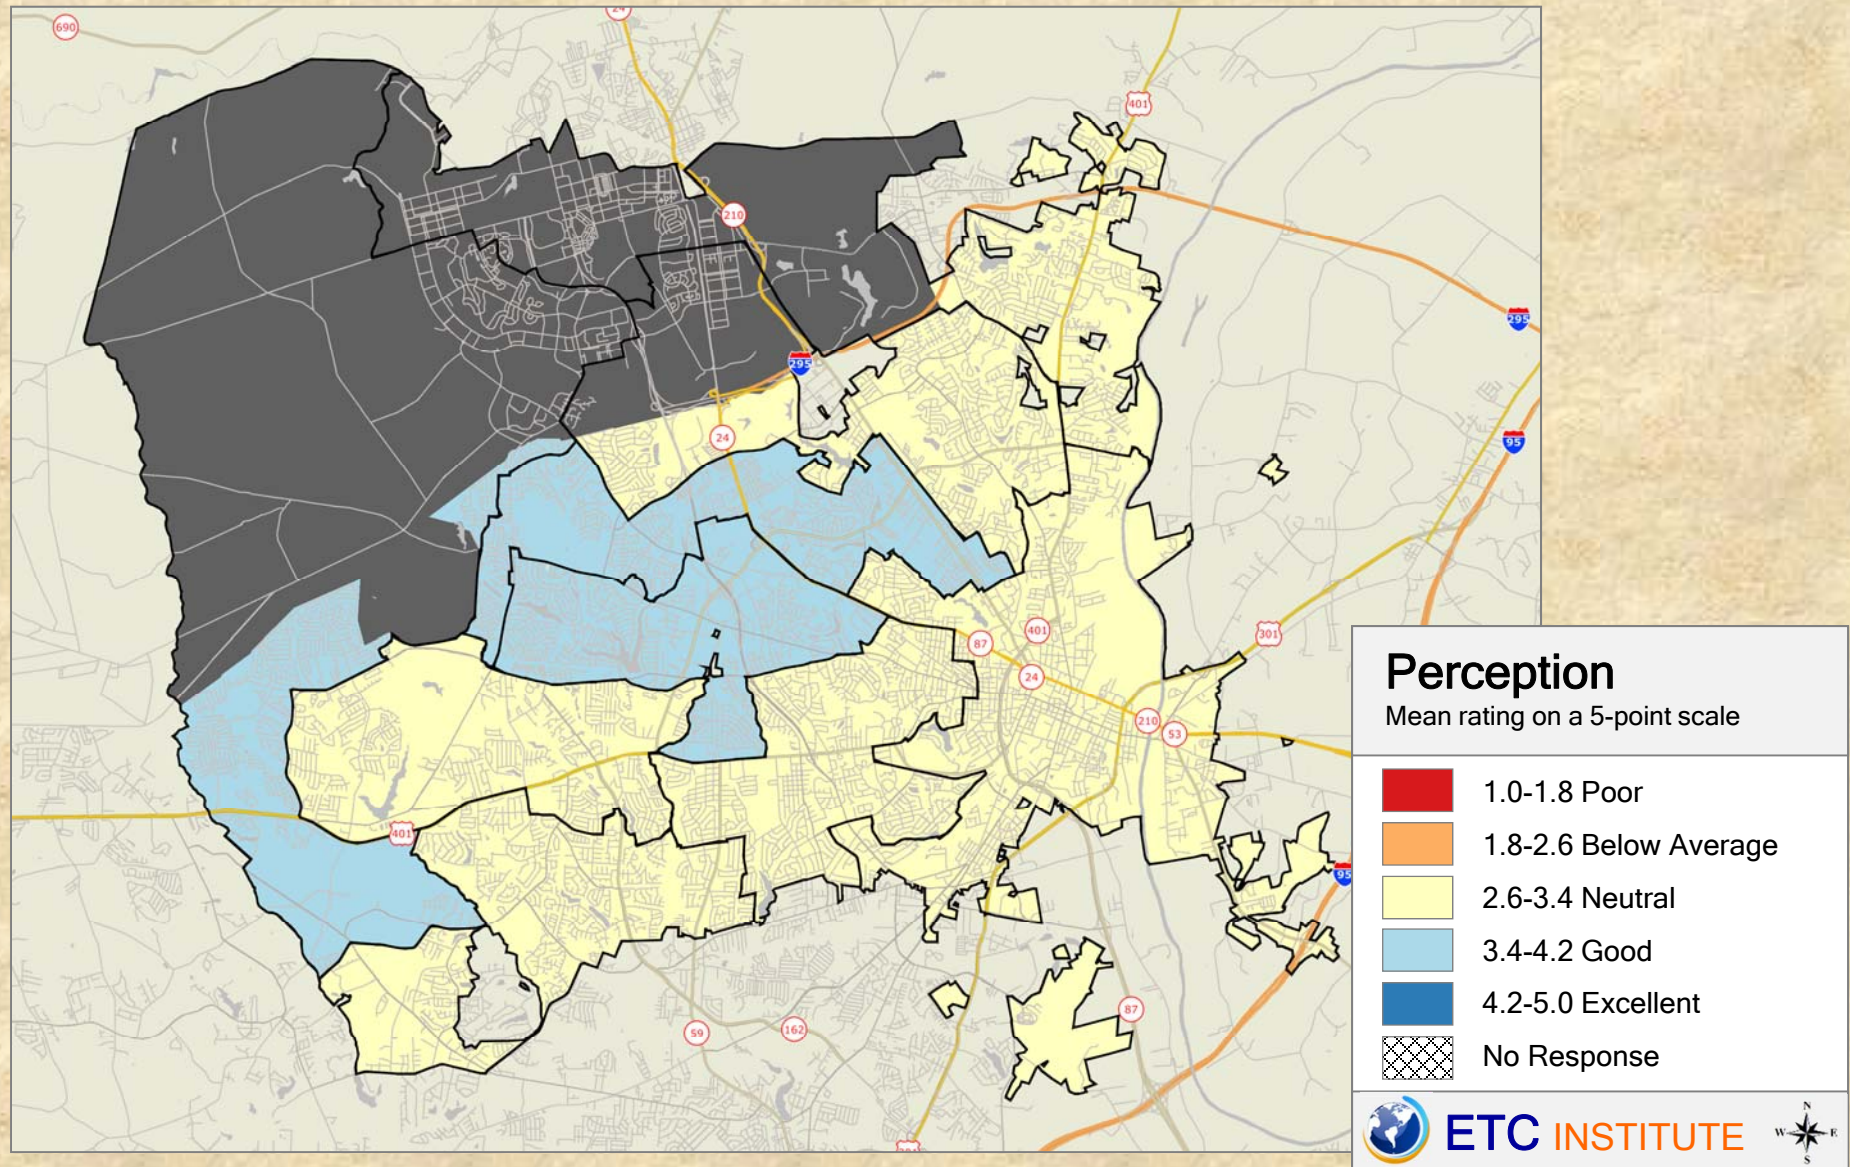 690
24
401
210
295
295
95
24
401
301
87
24
210
53
401
95
87
59
162
Perception
Mean rating on a 5-point scale
1.0-1.8 Poor
1.8-2.6 Below Average
2.6-3.4 Neutral
3.4-4.2 Good
4.2-5.0 Excellent
No Response
ETC INSTITUTE
N
W E
S